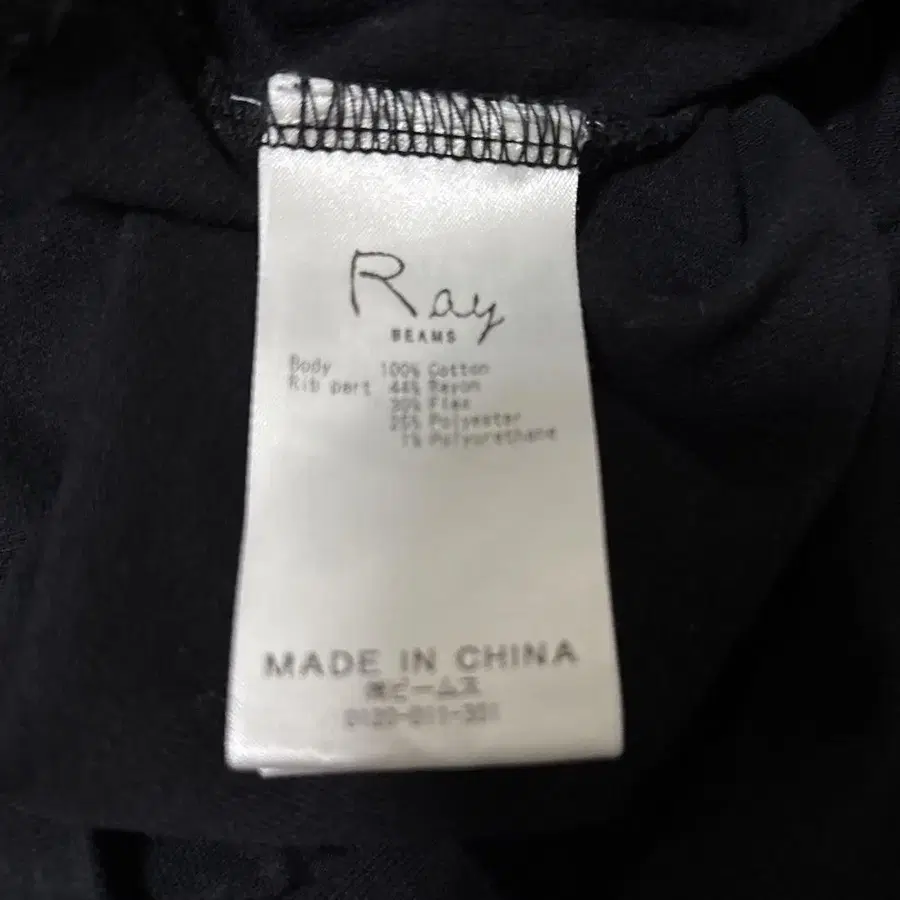 Ray
BEAMS
Body 100% Cotton
Rib part 44% Rayon
30% Flax
25% Polyester
1% Polyurethane
MADE IN CHINA
㈱ビームス
0120-011-301